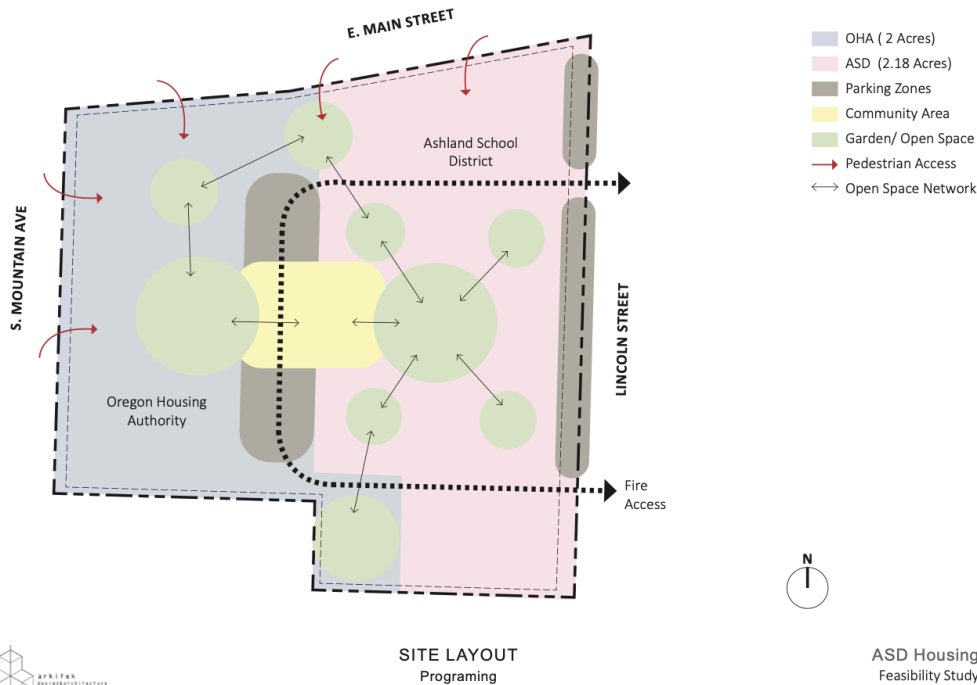 E. MAIN STREET
OHA ( 2 Acres)
ASD (2.18 Acres)
Parking Zones
Community Area
Garden/ Open Space
Pedestrian Access
Open Space Network
Ashland School
District
S. MOUNTAIN AVE
LINCOLN STREET
Oregon Housing
Authority
Fire
Access
N
SITE LAYOUT
Programing
arkitek
design&architecture
ASD Housing
Feasibility Study